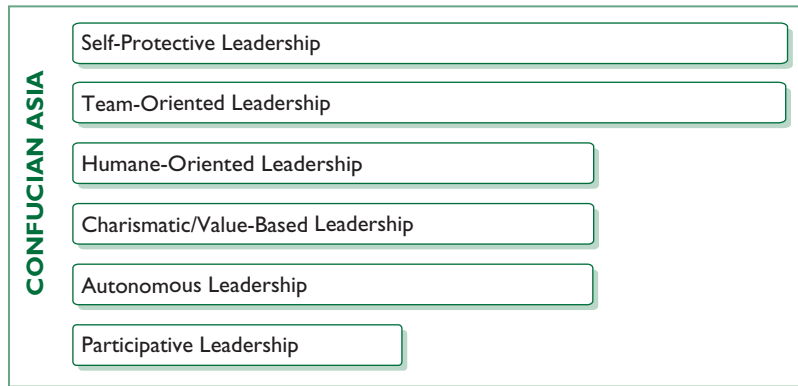 CONFUCIAN ASIA
Self-Protective Leadership
Team-Oriented Leadership
Humane-Oriented Leadership
Charismatic/Value-Based Leadership
Autonomous Leadership
Participative Leadership